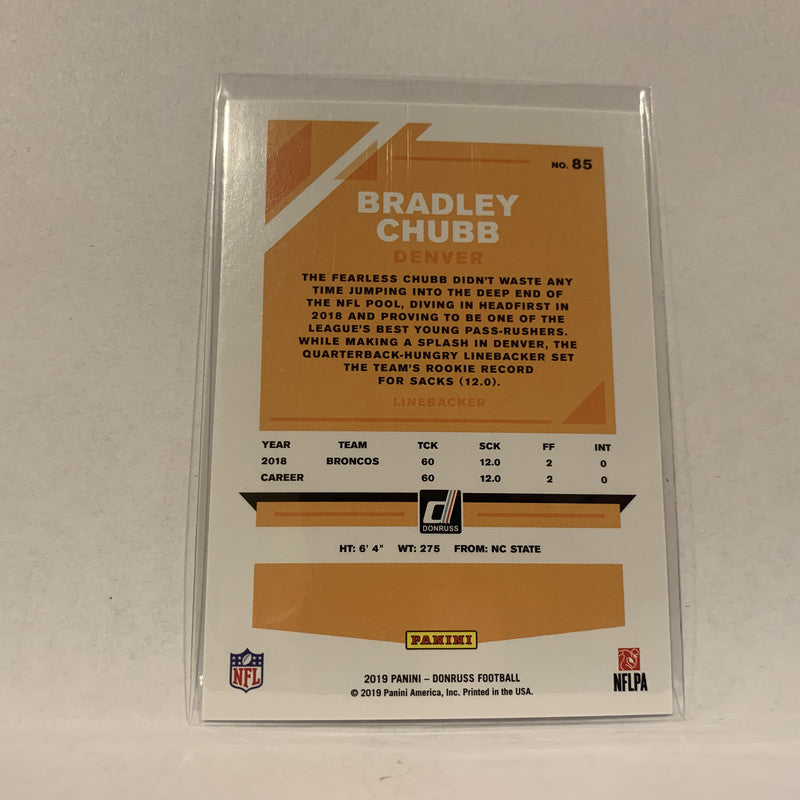 NO. 85
BRADLEY
CHUBB
DENVER
THE FEARLESS CHUBB DIDN'T WASTE ANY
TIME JUMPING INTO THE DEEP END OF
THE NFL POOL, DIVING IN HEADFIRST IN
2018 AND PROVING TO BE ONE OF THE
LEAGUE'S BEST YOUNG PASS-RUSHERS.
WHILE MAKING A SPLASH IN DENVER, THE
QUARTERBACK-HUNGRY LINEBACKER SET
THE TEAM'S ROOKIE RECORD
FOR SACKS (12.0).
LINEBACKER
YEAR TEAM TCK SCK FF INT
2018 BRONCOS 60 12.0 2 0
CAREER 60 12.0 2 0
d
DONRUSS
HT: 6' 4" WT: 275 FROM: NC STATE
PANINI
NFL
NFLPA
2019 PANINI – DONRUSS FOOTBALL
© 2019 Panini America, Inc. Printed in the USA.